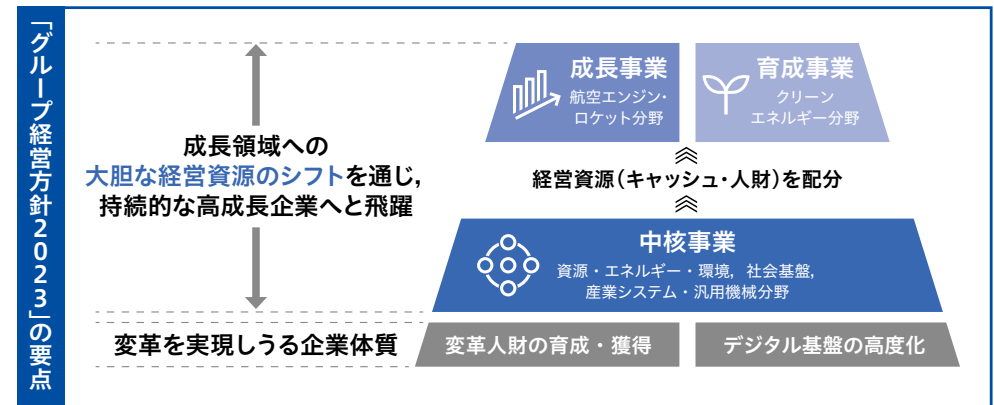 「グループ経営方針2023」の要点
成長領域への
大胆な経営資源のシフトを通じ，
持続的な高成長企業へと飛躍
成長事業
航空エンジン・
ロケット分野
育成事業
クリーン
エネルギー分野
経営資源（キャッシュ・人財）を配分
中核事業
資源・エネルギー・環境，社会基盤，
産業システム・汎用機械分野
変革を実現しうる企業体質
変革人財の育成・獲得
デジタル基盤の高度化